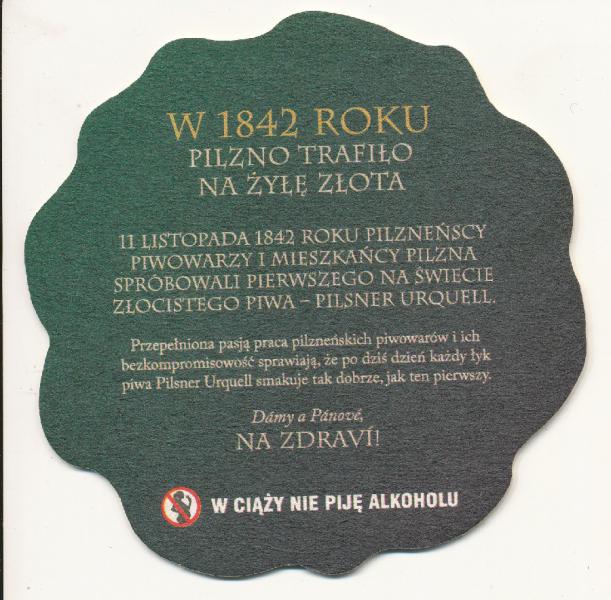 W 1842 ROKU
PILZNO TRAFIŁO
NA ŻYŁĘ ZŁOTA
11 LISTOPADA 1842 ROKU PILZNEŃSCY
PIWOWARZY I MIESZKAŃCY PILZNA
SPRÓBOWALI PIERWSZEGO NA ŚWIECIE
ZŁOCISTEGO PIWA – PILSNER URQUELL.
Przepełniona pasją praca pilzneńskich piwowarów i ich
bezkompromisowość sprawiają, że po dziś dzień każdy łyk
piwa Pilsner Urquell smakuje tak dobrze, jak ten pierwszy.
Dámy a Pánové,
NA ZDRAVÍ!
W CIĄŻY NIE PIJĘ ALKOHOLU